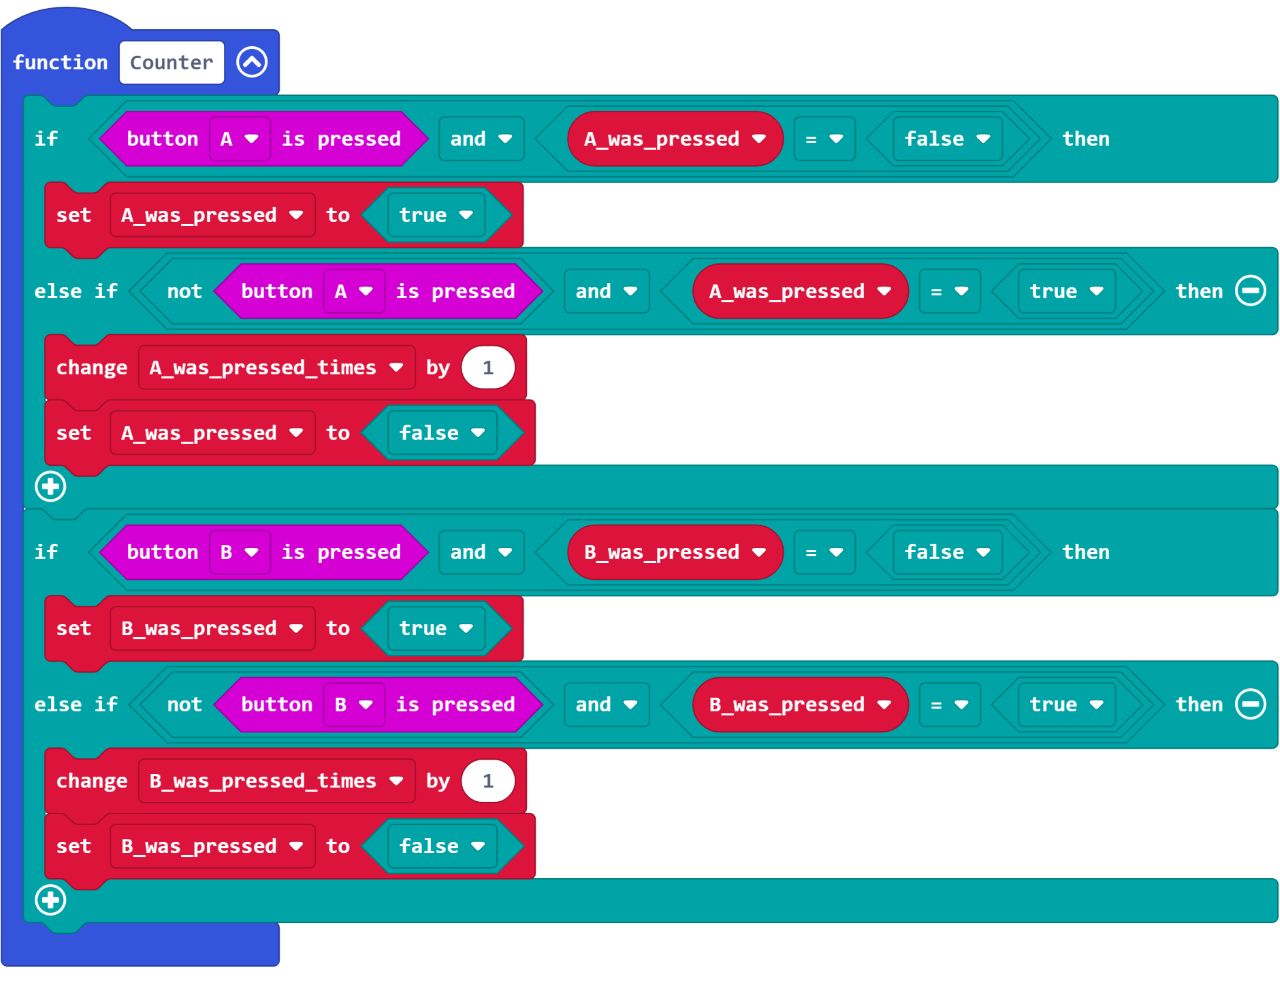 function Counter
if button A is pressed and A_was_pressed = false then
set A_was_pressed to true
else if not button A is pressed and A_was_pressed = true then
change A_was_pressed_times by 1
set A_was_pressed to false
if button B is pressed and B_was_pressed = false then
set B_was_pressed to true
else if not button B is pressed and B_was_pressed = true then
change B_was_pressed_times by 1
set B_was_pressed to false